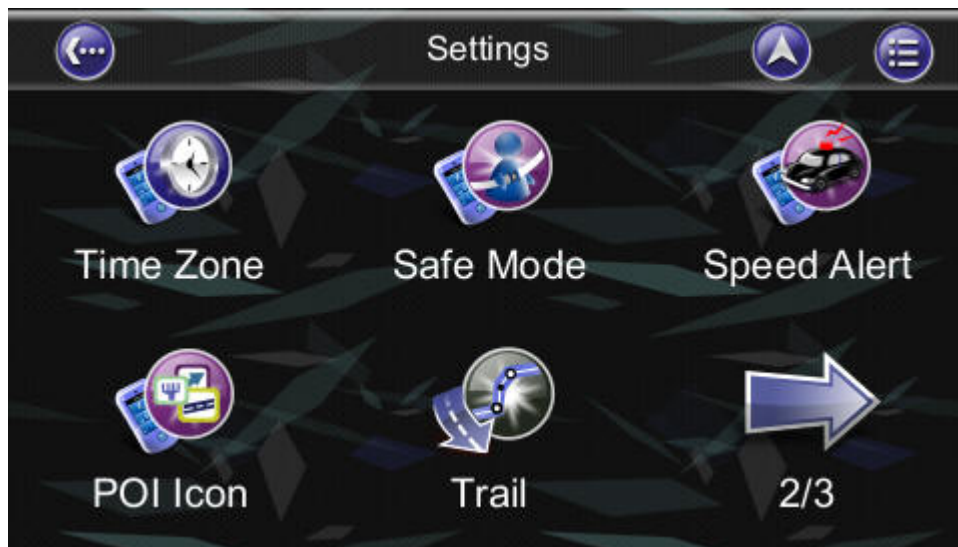 Settings
Time Zone
Safe Mode
Speed Alert
POI Icon
Trail
2/3